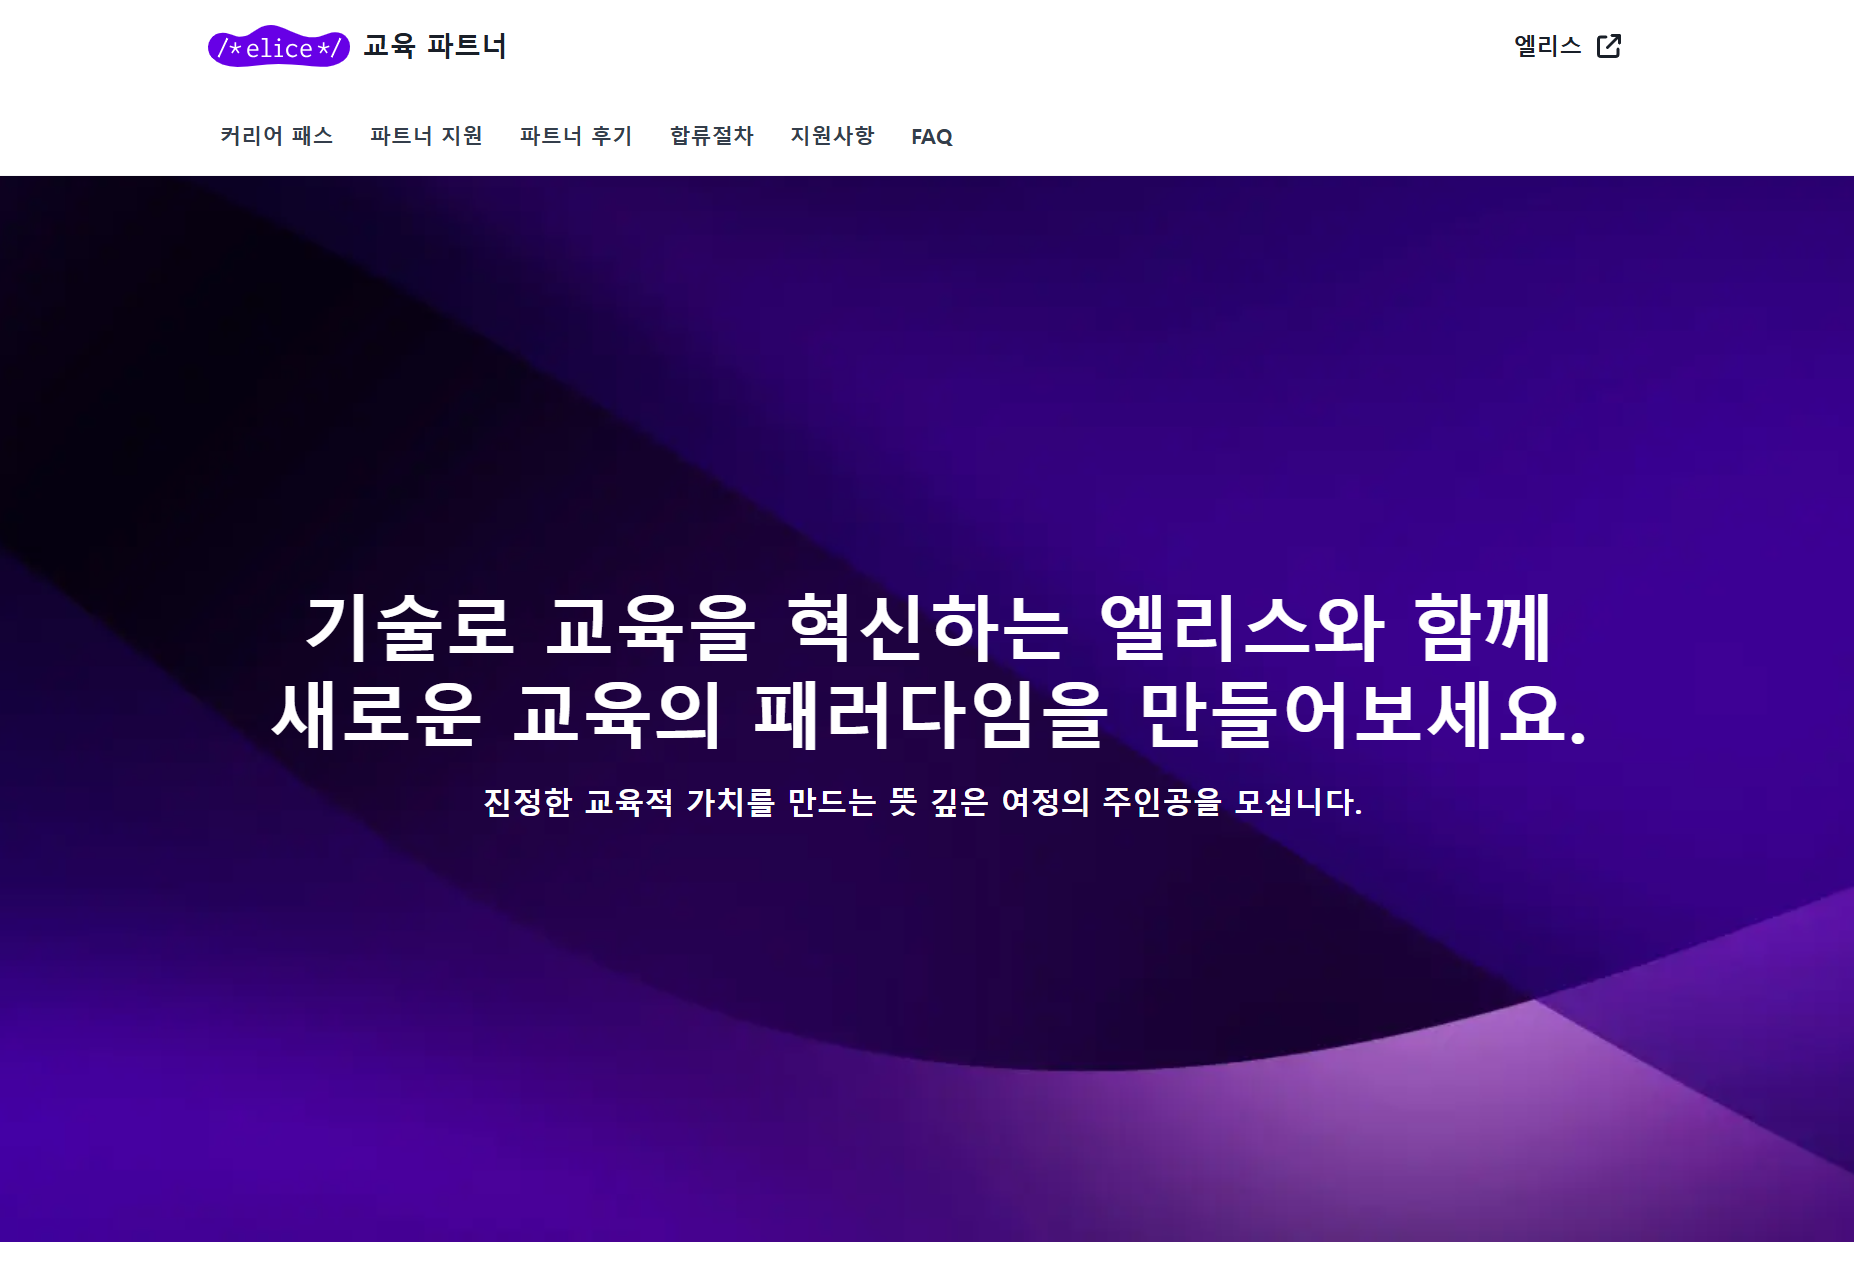 /*elice*/ 교육 파트너
엘리스
커리어 패스 파트너 지원 파트너 후기 합류절차 지원사항 FAQ
기술로 교육을 혁신하는 엘리스와 함께
새로운 교육의 패러다임을 만들어보세요.
진정한 교육적 가치를 만드는 뜻 깊은 여정의 주인공을 모십니다.